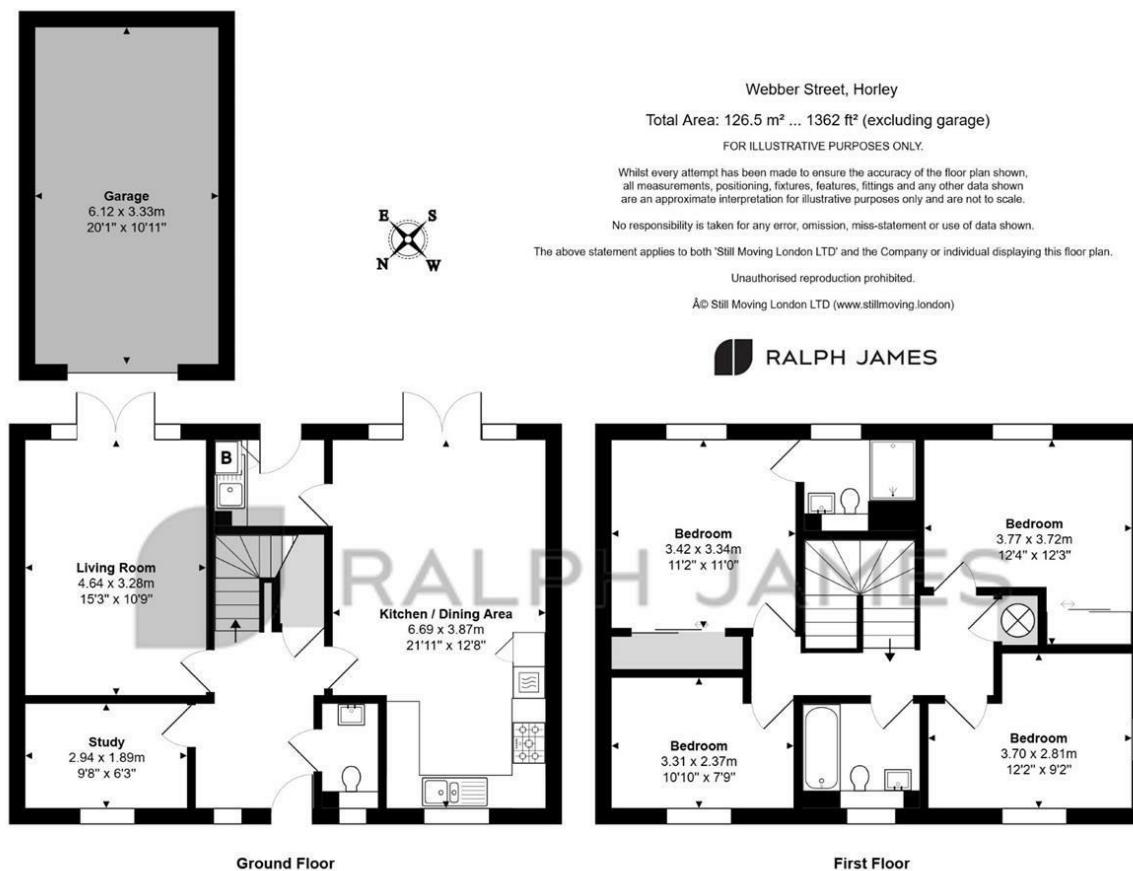 Webber Street, Horley
Total Area: 126.5 m² ... 1362 ft² (excluding garage)
FOR ILLUSTRATIVE PURPOSES ONLY.
Whilst every attempt has been made to ensure the accuracy of the floor plan shown,
all measurements, positioning, fixtures, features, fittings and any other data shown
are an approximate interpretation for illustrative purposes only and are not to scale.
No responsibility is taken for any error, omission, miss-statement or use of data shown.
The above statement applies to both 'Still Moving London LTD' and the Company or individual displaying this floor plan.
Unauthorised reproduction prohibited.
Â© Still Moving London LTD (www.stillmoving.london)
RALPH JAMES
Garage
6.12 x 3.33m
20'1" x 10'11"
E S
N W
B
Living Room
4.64 x 3.28m
15'3" x 10'9"
Kitchen / Dining Area
6.69 x 3.87m
21'11" x 12'8"
Study
2.94 x 1.89m
9'8" x 6'3"
Ground Floor
Bedroom
3.42 x 3.34m
11'2" x 11'0"
Bedroom
3.77 x 3.72m
12'4" x 12'3"
Bedroom
3.31 x 2.37m
10'10" x 7'9"
Bedroom
3.70 x 2.81m
12'2" x 9'2"
First Floor
RALPH JAMES